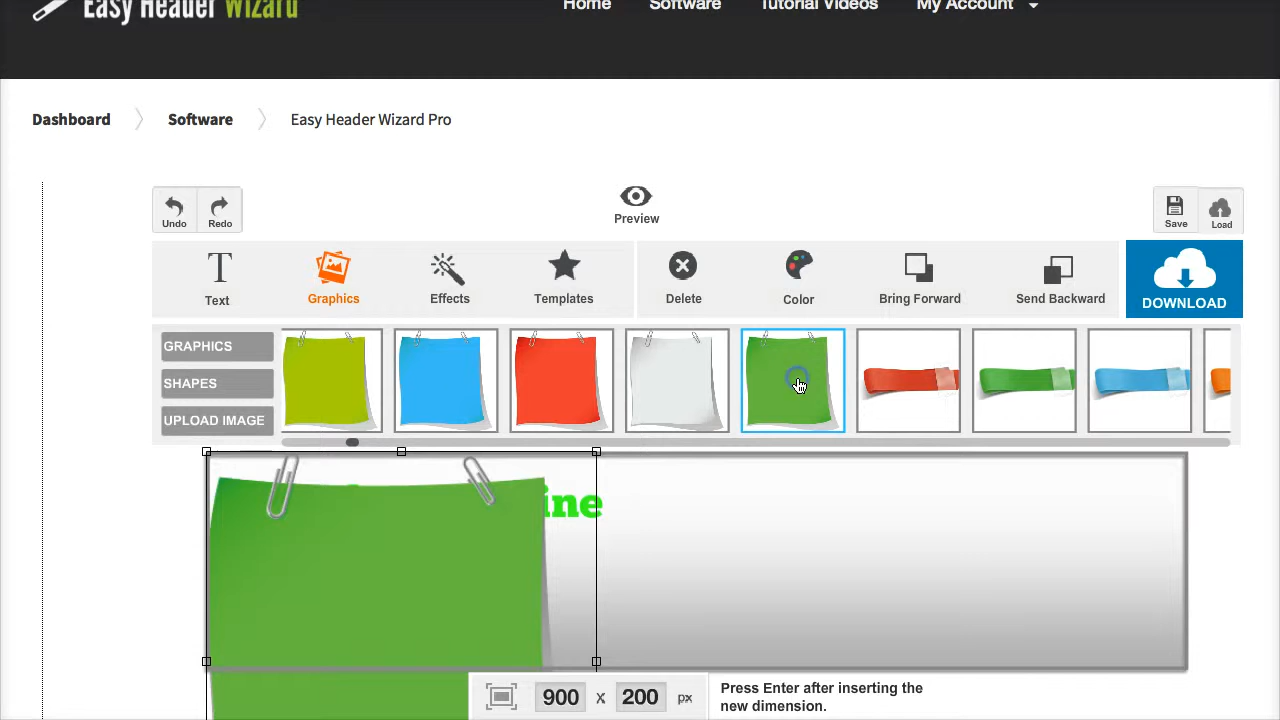 Easy Header Wizard
Home Software Tutorial Videos My Account
Dashboard Software Easy Header Wizard Pro
Undo Redo
Preview
Save Load
Text Graphics Effects Templates Delete Color Bring Forward Send Backward DOWNLOAD
GRAPHICS
SHAPES
UPLOAD IMAGE
ine
900 x 200 px
Press Enter after inserting the
new dimension.